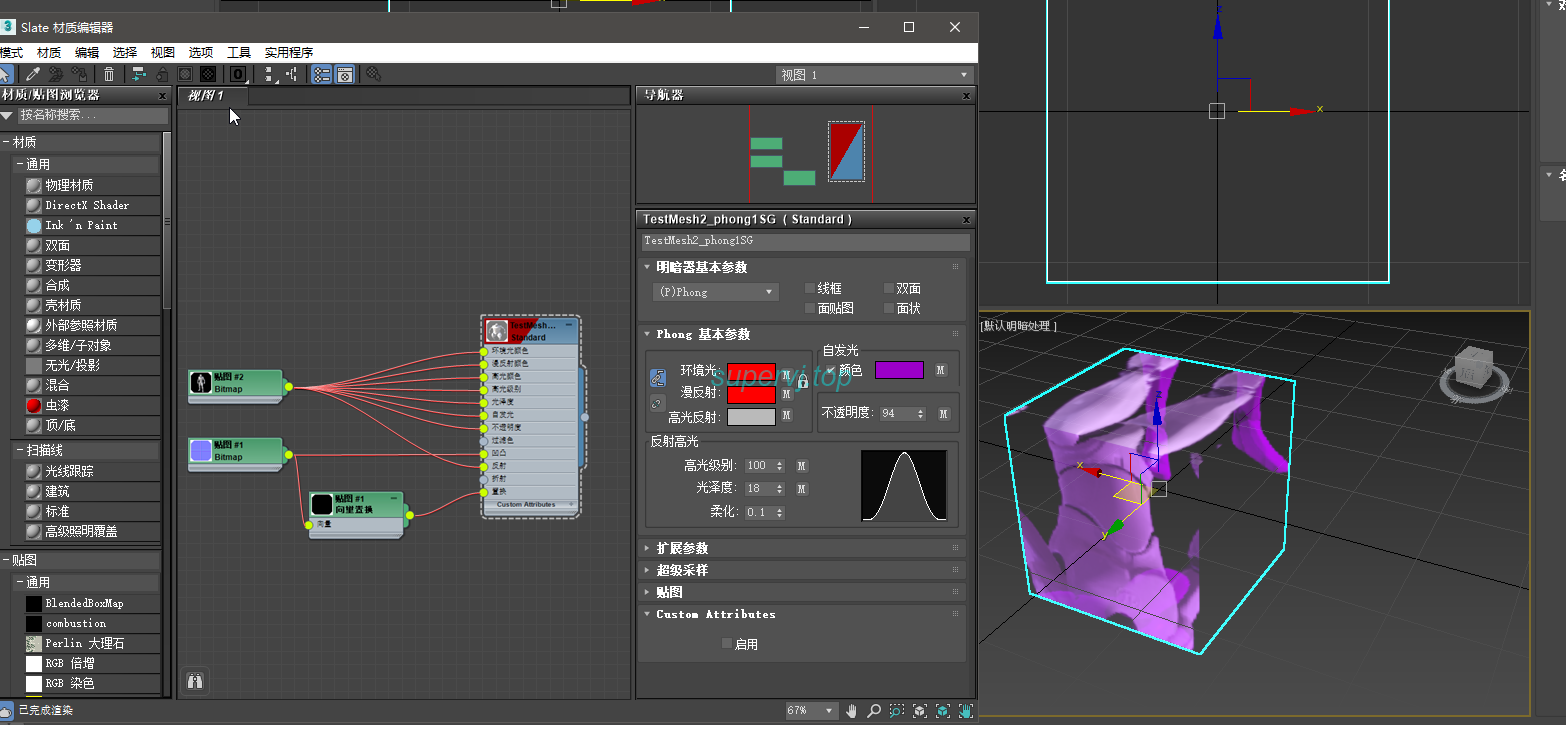 3 Slate 材质编辑器
模式 材质 编辑 选择 视图 选项 工具 实用程序
视图 1
材质/贴图浏览器
按名称搜索...
材质
通用
物理材质
DirectX Shader
Ink 'n Paint
双面
变形器
合成
壳材质
外部参照材质
多维/子对象
无光/投影
混合
虫漆
顶/底
扫描线
光线跟踪
建筑
标准
高级照明覆盖
贴图
通用
BlendedBoxMap
combustion
Perlin 大理石
RGB 倍增
RGB 染色
已完成渲染
视图 1
贴图 #2
Bitmap
贴图 #1
Bitmap
贴图 #1
向量置换
向量
TestMesh...
Standard
环境光颜色
漫反射颜色
高光颜色
高光级别
光泽度
自发光
不透明度
过滤色
凹凸
反射
折射
置换
Custom Attributes
导航器
TestMesh2_phong1SG ( Standard )
TestMesh2_phong1SG
明暗器基本参数
(P)Phong
线框 双面
面贴图 面状
Phong 基本参数
环境光: M
漫反射: M
高光反射: M
自发光
颜色 M
不透明度: 94 M
反射高光
高光级别: 100 M
光泽度: 18 M
柔化: 0.1
扩展参数
超级采样
贴图
Custom Attributes
启用
67%
supervi.top
z
x
[默认明暗处理 ]
z
x
y